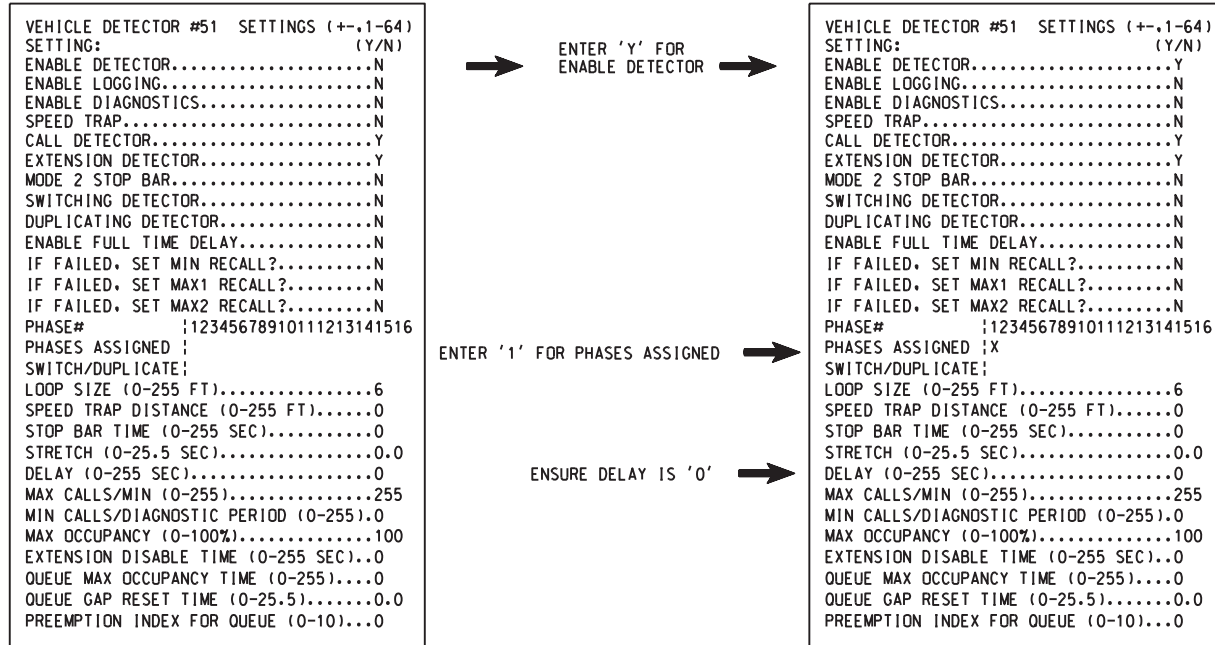 VEHICLE DETECTOR #51 SETTINGS (+-,1-64)
SETTING: (Y/N)
ENABLE DETECTOR......................N
ENABLE LOGGING.......................N
ENABLE DIAGNOSTICS...................N
SPEED TRAP...........................N
CALL DETECTOR........................Y
EXTENSION DETECTOR...................Y
MODE 2 STOP BAR......................N
SWITCHING DETECTOR...................N
DUPLICATING DETECTOR.................N
ENABLE FULL TIME DELAY...............N
IF FAILED, SET MIN RECALL?..........N
IF FAILED, SET MAX1 RECALL?.........N
IF FAILED, SET MAX2 RECALL?.........N
PHASE# ¦12345678910111213141516
PHASES ASSIGNED ¦
SWITCH/DUPLICATE¦
LOOP SIZE (0-255 FT)................6
SPEED TRAP DISTANCE (0-255 FT)......0
STOP BAR TIME (0-255 SEC)...........0
STRETCH (0-25.5 SEC)................0.0
DELAY (0-255 SEC)...................0
MAX CALLS/MIN (0-255)...............255
MIN CALLS/DIAGNOSTIC PERIOD (0-255).0
MAX OCCUPANCY (0-100%)..............100
EXTENSION DISABLE TIME (0-255 SEC)..0
QUEUE MAX OCCUPANCY TIME (0-255)....0
QUEUE GAP RESET TIME (0-25.5).......0.0
PREEMPTION INDEX FOR QUEUE (0-10)...0
ENTER 'Y' FOR
ENABLE DETECTOR
ENTER '1' FOR PHASES ASSIGNED
ENSURE DELAY IS '0'
VEHICLE DETECTOR #51 SETTINGS (+-,1-64)
SETTING: (Y/N)
ENABLE DETECTOR......................Y
ENABLE LOGGING.......................N
ENABLE DIAGNOSTICS...................N
SPEED TRAP...........................N
CALL DETECTOR........................Y
EXTENSION DETECTOR...................Y
MODE 2 STOP BAR......................N
SWITCHING DETECTOR...................N
DUPLICATING DETECTOR.................N
ENABLE FULL TIME DELAY...............N
IF FAILED, SET MIN RECALL?..........N
IF FAILED, SET MAX1 RECALL?.........N
IF FAILED, SET MAX2 RECALL?.........N
PHASE# ¦12345678910111213141516
PHASES ASSIGNED ¦X
SWITCH/DUPLICATE¦
LOOP SIZE (0-255 FT)................6
SPEED TRAP DISTANCE (0-255 FT)......0
STOP BAR TIME (0-255 SEC)...........0
STRETCH (0-25.5 SEC)................0.0
DELAY (0-255 SEC)...................0
MAX CALLS/MIN (0-255)...............255
MIN CALLS/DIAGNOSTIC PERIOD (0-255).0
MAX OCCUPANCY (0-100%)..............100
EXTENSION DISABLE TIME (0-255 SEC)..0
QUEUE MAX OCCUPANCY TIME (0-255)....0
QUEUE GAP RESET TIME (0-25.5).......0.0
PREEMPTION INDEX FOR QUEUE (0-10)...0